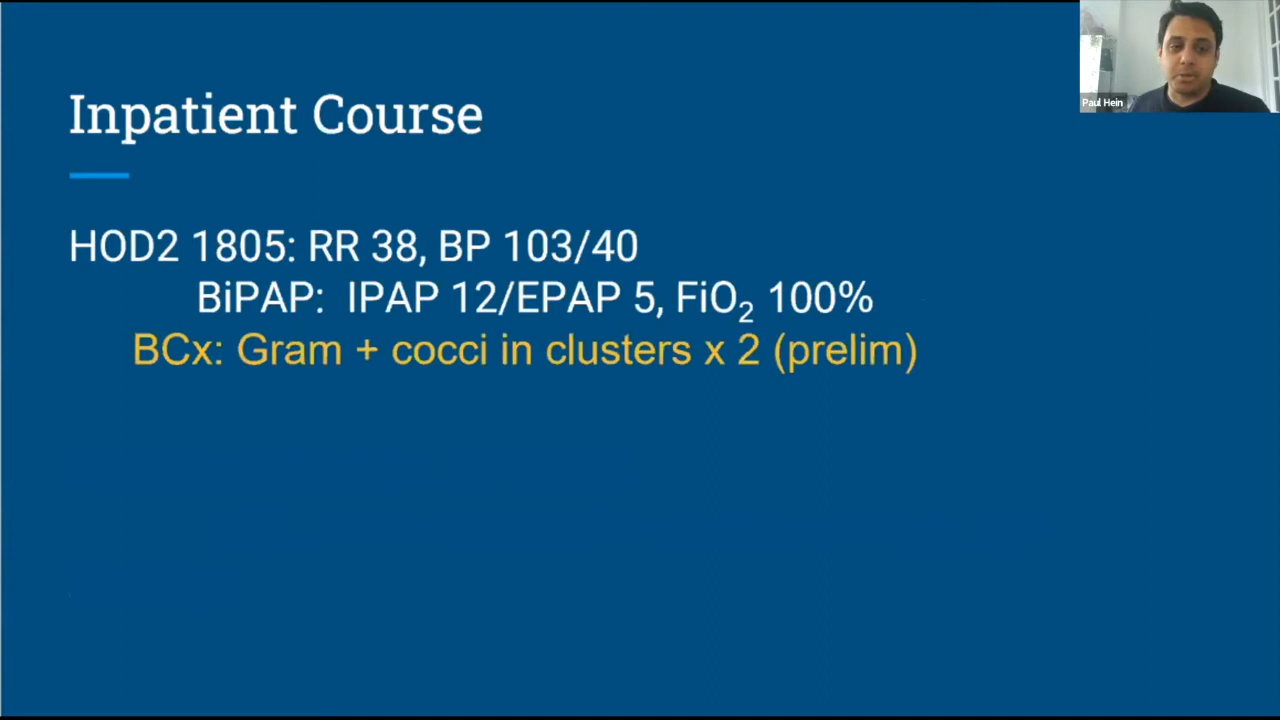 Inpatient Course
HOD2 1805: RR 38, BP 103/40
BiPAP: IPAP 12/EPAP 5, FiO₂ 100%
BCx: Gram + cocci in clusters x 2 (prelim)
Paul Hein